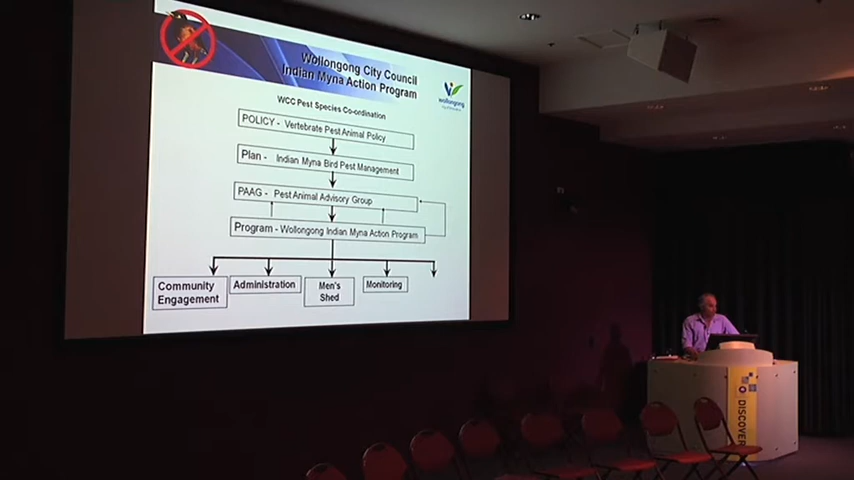 Wollongong City Council
Indian Myna Action Program
wollongong
WCC Pest Species Co-ordination
POLICY - Vertebrate Pest Animal Policy
Plan - Indian Myna Bird Pest Management
PAAG - Pest Animal Advisory Group
Program - Wollongong Indian Myna Action Program
Community
Engagement
Administration
Men's
Shed
Monitoring
DISCOVER